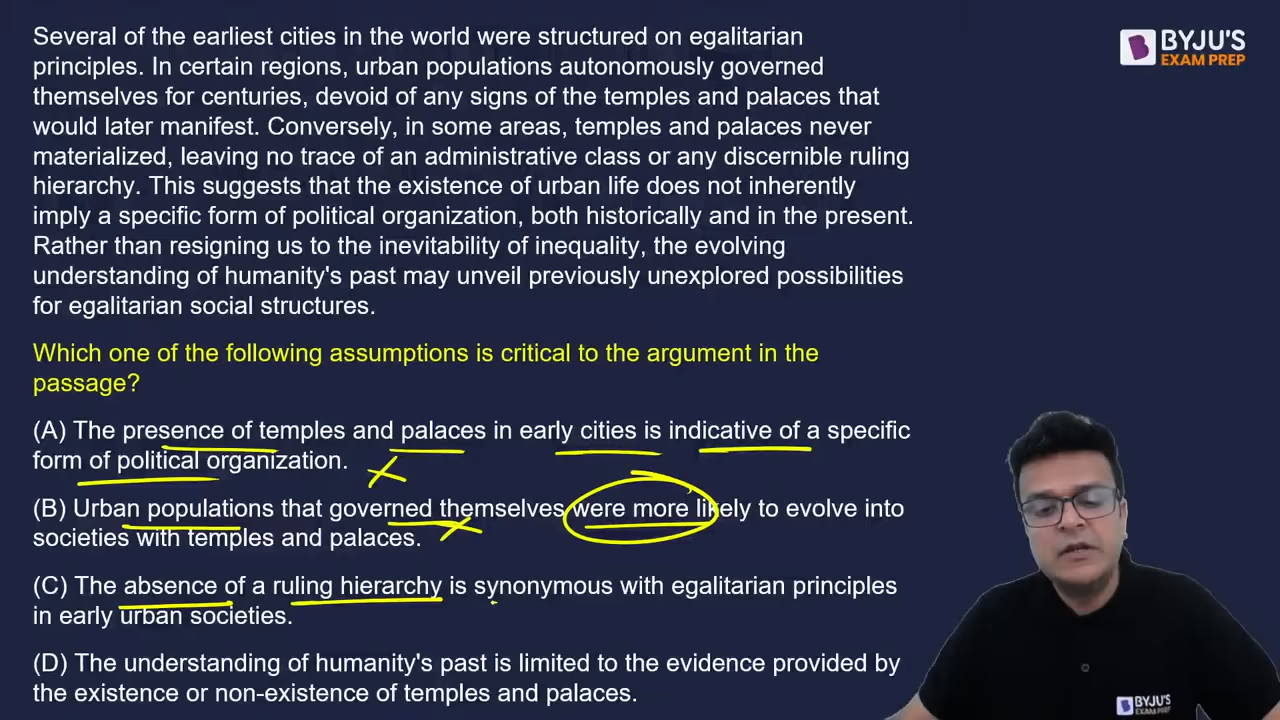 Several of the earliest cities in the world were structured on egalitarian
principles. In certain regions, urban populations autonomously governed
themselves for centuries, devoid of any signs of the temples and palaces that
would later manifest. Conversely, in some areas, temples and palaces never
materialized, leaving no trace of an administrative class or any discernible ruling
hierarchy. This suggests that the existence of urban life does not inherently
imply a specific form of political organization, both historically and in the present.
Rather than resigning us to the inevitability of inequality, the evolving
understanding of humanity's past may unveil previously unexplored possibilities
for egalitarian social structures.
Which one of the following assumptions is critical to the argument in the
passage?
(A) The presence of temples and palaces in early cities is indicative of a specific
form of political organization.
(B) Urban populations that governed themselves were more likely to evolve into
societies with temples and palaces.
(C) The absence of a ruling hierarchy is synonymous with egalitarian principles
in early urban societies.
(D) The understanding of humanity's past is limited to the evidence provided by
the existence or non-existence of temples and palaces.
BYJU'S
EXAM PREP
BYJU'S
EXAM PREP